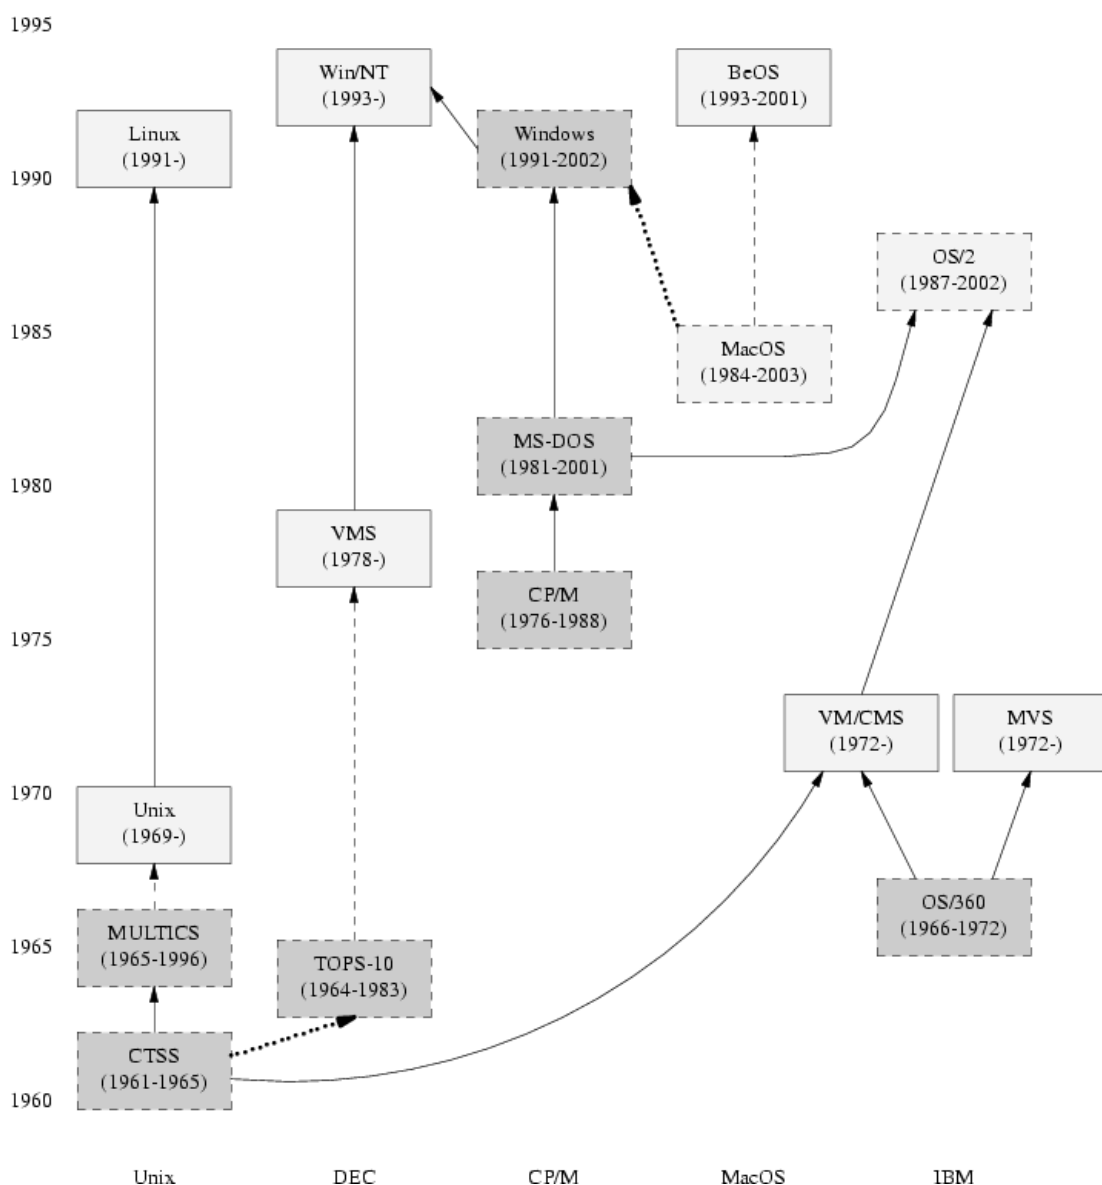 1995
Win/NT
(1993-)
BeOS
(1993-2001)
Linux
(1991-)
Windows
(1991-2002)
1990
OS/2
(1987-2002)
1985
MacOS
(1984-2003)
MS-DOS
(1981-2001)
1980
VMS
(1978-)
CP/M
(1976-1988)
1975
VM/CMS
(1972-)
MVS
(1972-)
1970
Unix
(1969-)
OS/360
(1966-1972)
MULTICS
(1965-1996)
1965
TOPS-10
(1964-1983)
CTSS
(1961-1965)
1960
Unix DEC CP/M MacOS IBM